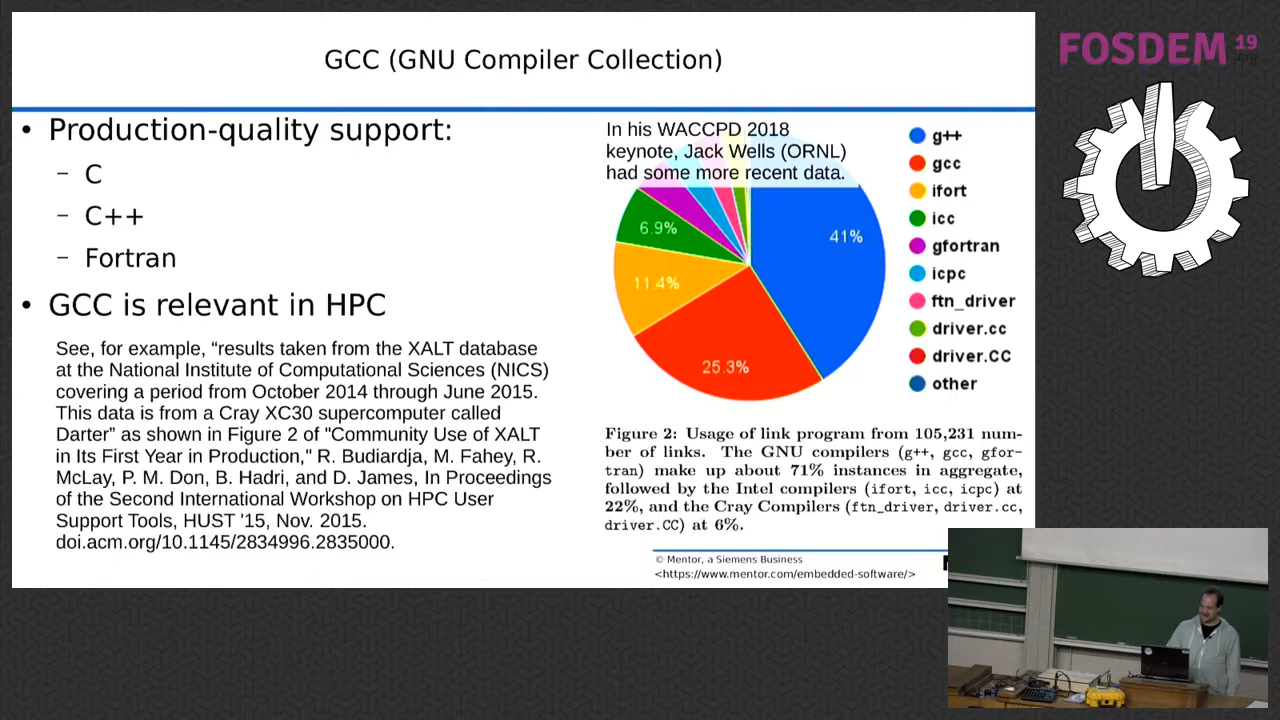 GCC (GNU Compiler Collection)
• Production-quality support:
– C
– C++
– Fortran
• GCC is relevant in HPC
See, for example, “results taken from the XALT database
at the National Institute of Computational Sciences (NICS)
covering a period from October 2014 through June 2015.
This data is from a Cray XC30 supercomputer called
Darter” as shown in Figure 2 of "Community Use of XALT
in Its First Year in Production," R. Budiardja, M. Fahey, R.
McLay, P. M. Don, B. Hadri, and D. James, In Proceedings
of the Second International Workshop on HPC User
Support Tools, HUST '15, Nov. 2015.
doi.acm.org/10.1145/2834996.2835000.
In his WACCPD 2018
keynote, Jack Wells (ORNL)
had some more recent data.
41%
25.3%
11.4%
6.9%
g++
gcc
ifort
icc
gfortran
icpc
ftn_driver
driver.cc
driver.CC
other
Figure 2: Usage of link program from 105,231 num-
ber of links. The GNU compilers (g++, gcc, gfor-
tran) make up about 71% instances in aggregate,
followed by the Intel compilers (ifort, icc, icpc) at
22%, and the Cray Compilers (ftn_driver, driver.cc,
driver.CC) at 6%.
© Mentor, a Siemens Business
<https://www.mentor.com/embedded-software/>
FOSDEM 19
.org